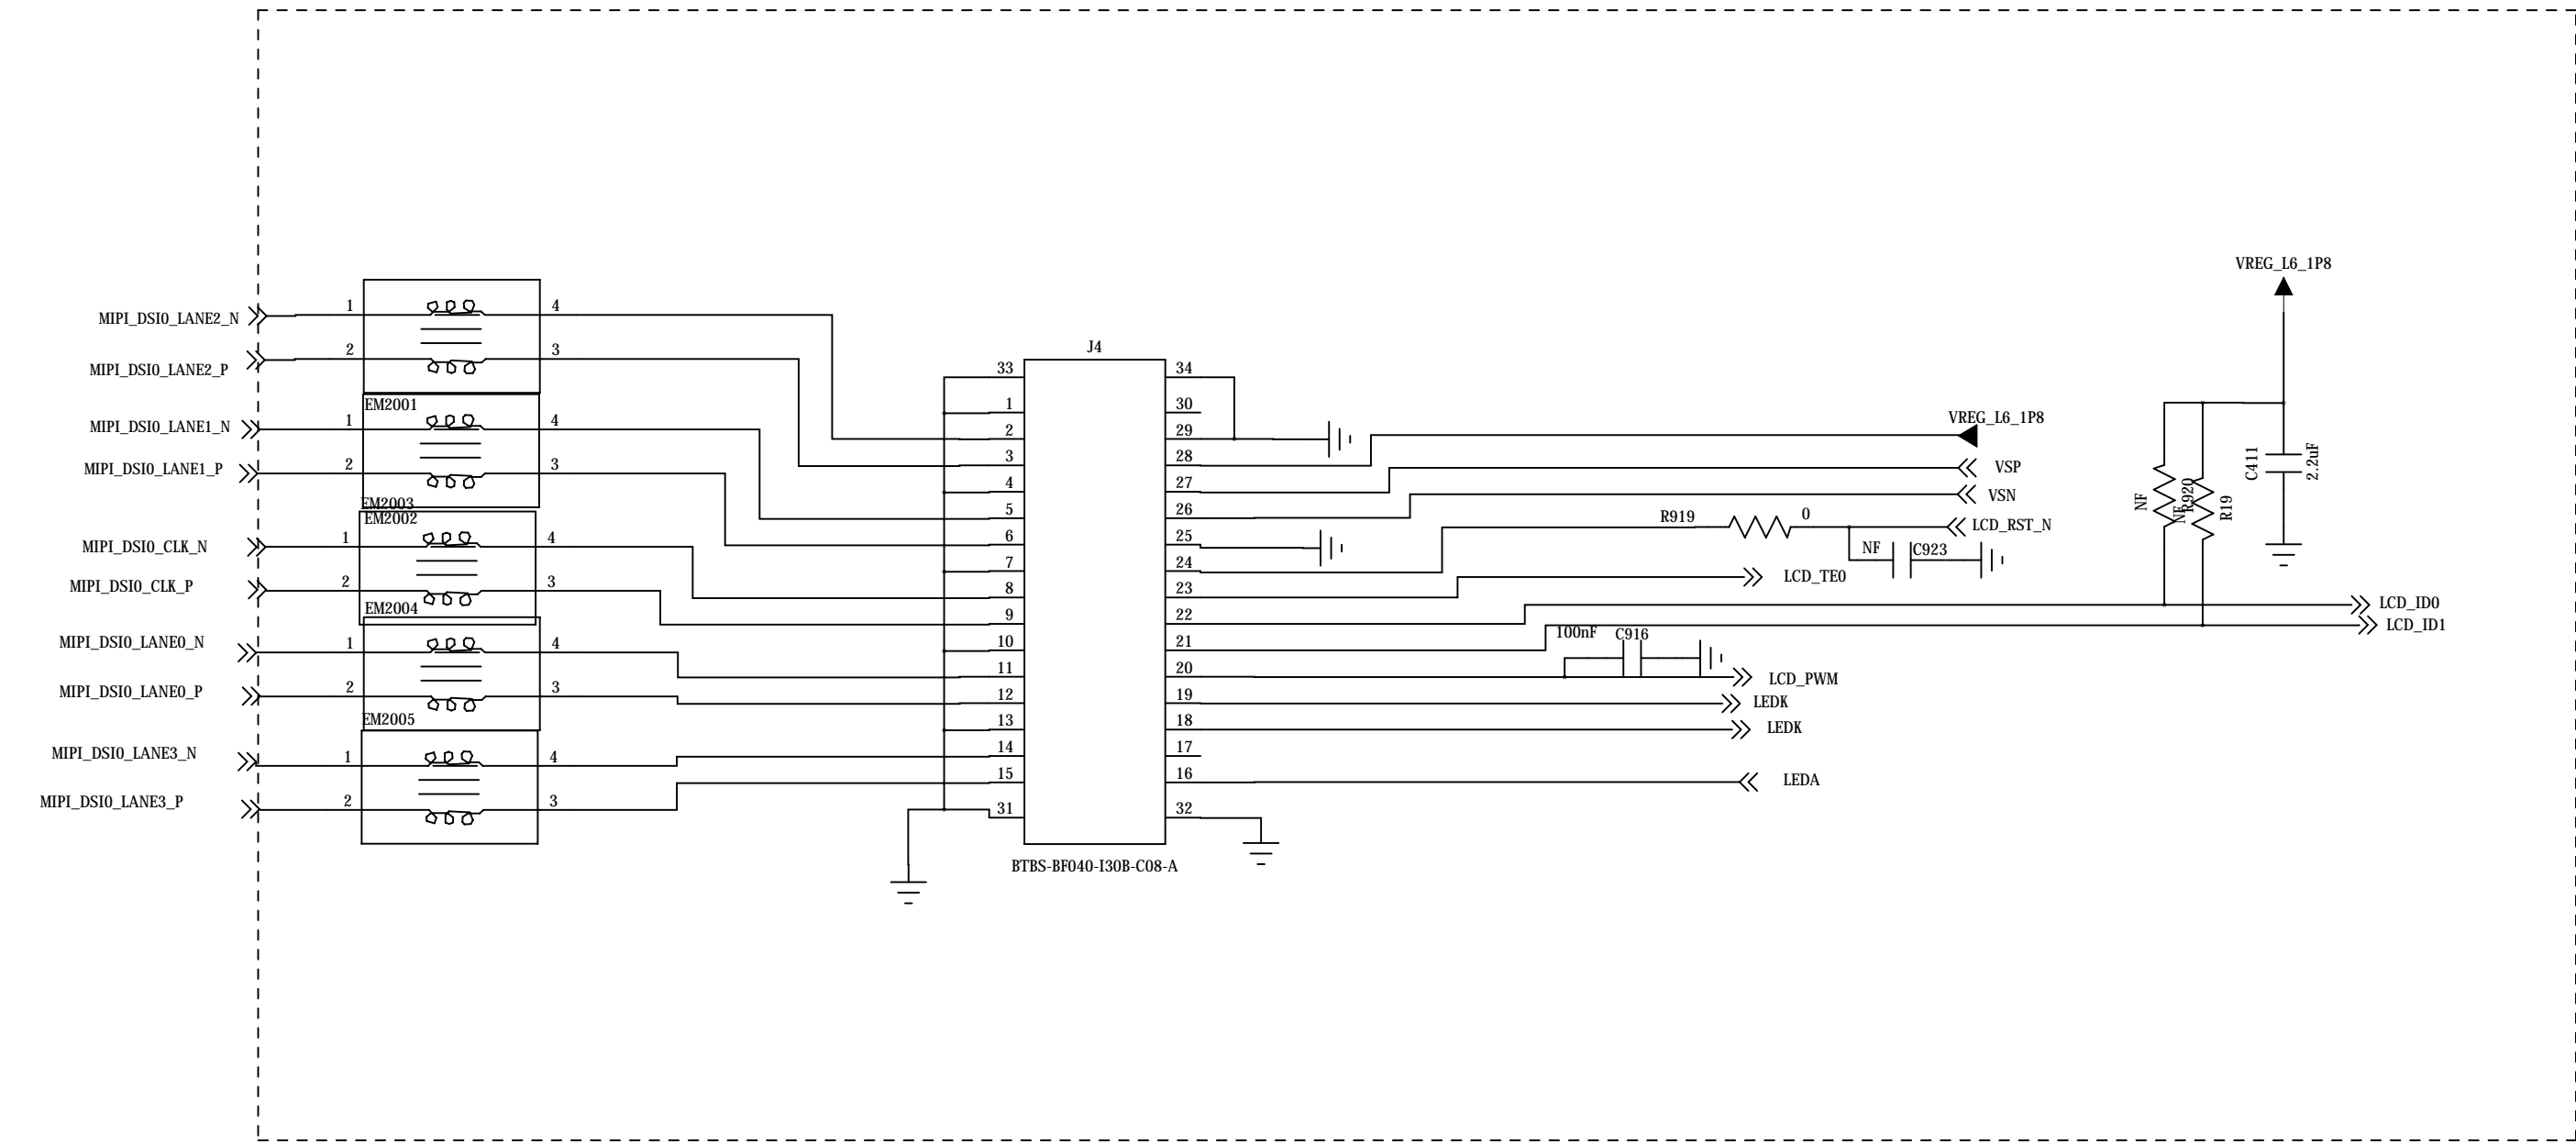 VREG_L6_1P8
MIPI_DSI0_LANE2_N
1
4
MIPI_DSI0_LANE2_P
2
3
EM2001
MIPI_DSI0_LANE1_N
1
4
MIPI_DSI0_LANE1_P
2
3
EM2003
EM2002
MIPI_DSI0_CLK_N
1
4
MIPI_DSI0_CLK_P
2
3
EM2004
MIPI_DSI0_LANE0_N
1
4
MIPI_DSI0_LANE0_P
2
3
EM2005
MIPI_DSI0_LANE3_N
1
4
MIPI_DSI0_LANE3_P
2
3
J4
33
1
2
3
4
5
6
7
8
9
10
11
12
13
14
15
31
34
30
29
28
27
26
25
24
23
22
21
20
19
18
17
16
32
BTBS-BF040-I30B-C08-A
VREG_L6_1P8
VSP
VSN
R919
0
LCD_RST_N
NF
C923
LCD_TE0
100nF
C916
LCD_PWM
LEDK
LEDK
LEDA
NF
R920
NF
R19
C411
2.2uF
LCD_ID0
LCD_ID1